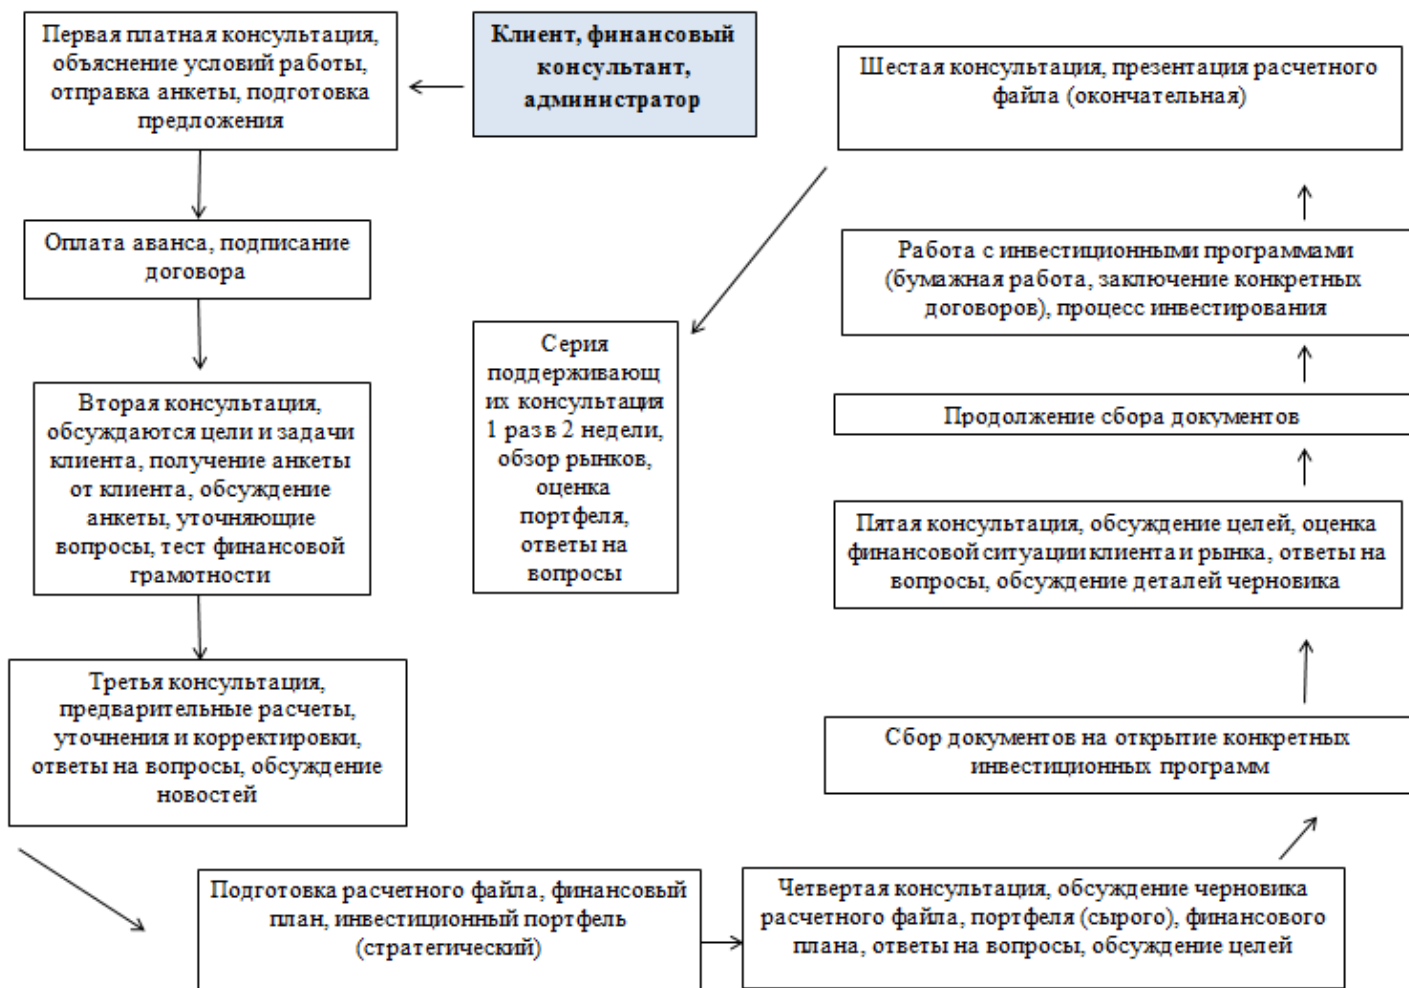 Клиент, финансовый
консультант,
администратор
Первая платная консультация,
объяснение условий работы,
отправка анкеты, подготовка
предложения
Оплата аванса, подписание
договора
Вторая консультация,
обсуждаются цели и задачи
клиента, получение анкеты
от клиента, обсуждение
анкеты, уточняющие
вопросы, тест финансовой
грамотности
Третья консультация,
предварительные расчеты,
уточнения и корректировки,
ответы на вопросы, обсуждение
новостей
Подготовка расчетного файла, финансовый
план, инвестиционный портфель
(стратегический)
Четвертая консультация, обсуждение черновика
расчетного файла, портфеля (сырого), финансового
плана, ответы на вопросы, обсуждение целей
Сбор документов на открытие конкретных
инвестиционных программ
Пятая консультация, обсуждение целей, оценка
финансовой ситуации клиента и рынка, ответы на
вопросы, обсуждение деталей черновика
Продолжение сбора документов
Работа с инвестиционными программами
(бумажная работа, заключение конкретных
договоров), процесс инвестирования
Шестая консультация, презентация расчетного
файла (окончательная)
Серия
поддерживающ
их консультация
1 раз в 2 недели,
обзор рынков,
оценка
портфеля,
ответы на
вопросы